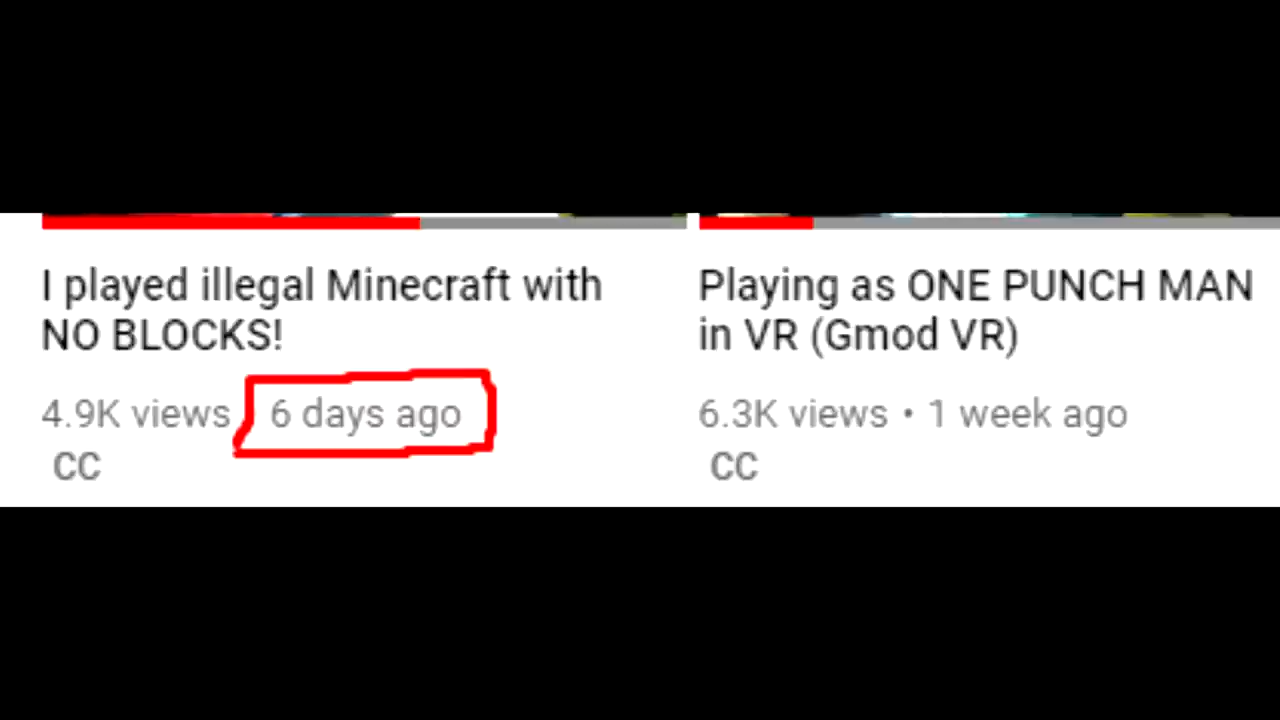 I played illegal Minecraft with
NO BLOCKS!
4.9K views 6 days ago
CC
Playing as ONE PUNCH MAN
in VR (Gmod VR)
6.3K views • 1 week ago
CC